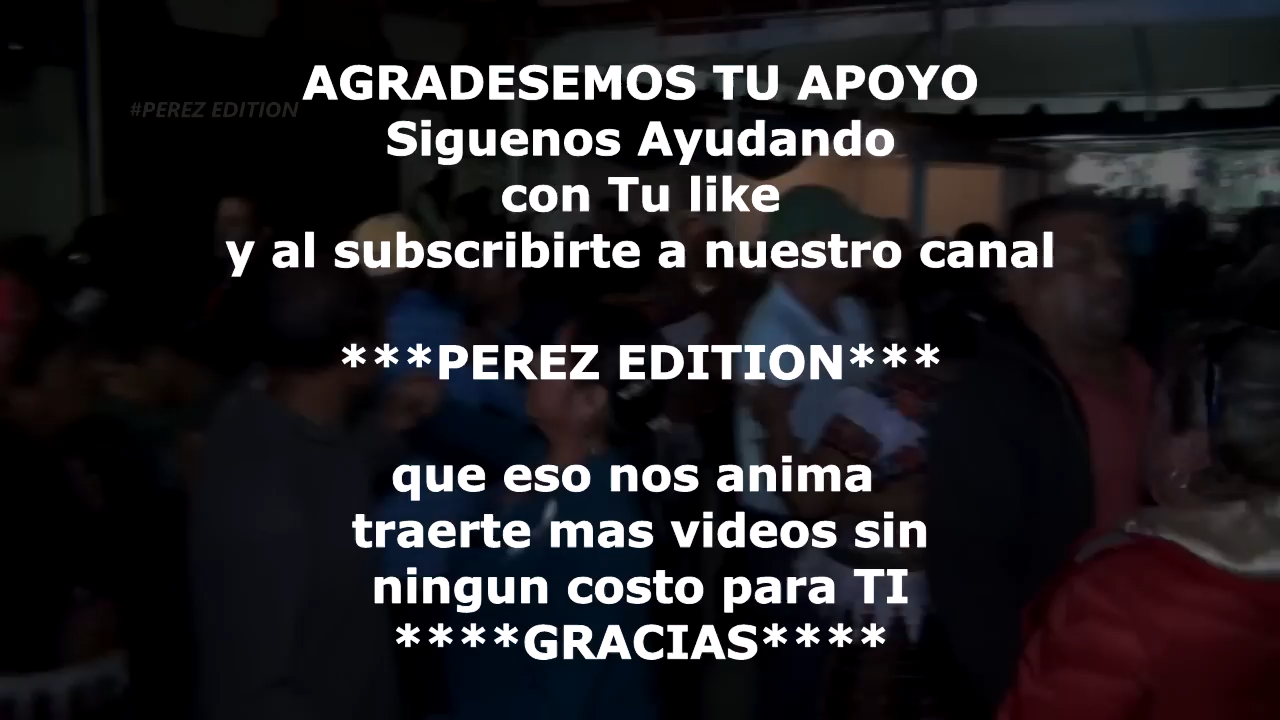 AGRADESEMOS TU APOYO
#PEREZ EDITION
Siguenos Ayudando
con Tu like
y al subscribirte a nuestro canal
***PEREZ EDITION***
que eso nos anima
traerte mas videos sin
ningun costo para TI
****GRACIAS****